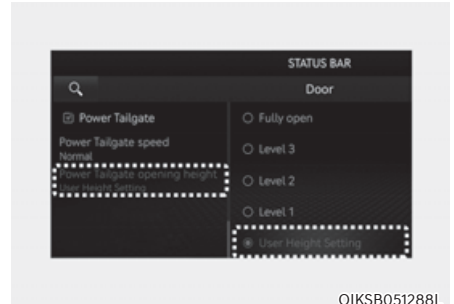 STATUS BAR
Door
Power Tailgate
Power Tailgate speed
Normal
Power Tailgate opening height
User Height Setting
Fully open
Level 3
Level 2
Level 1
User Height Setting
OIKSB051288L